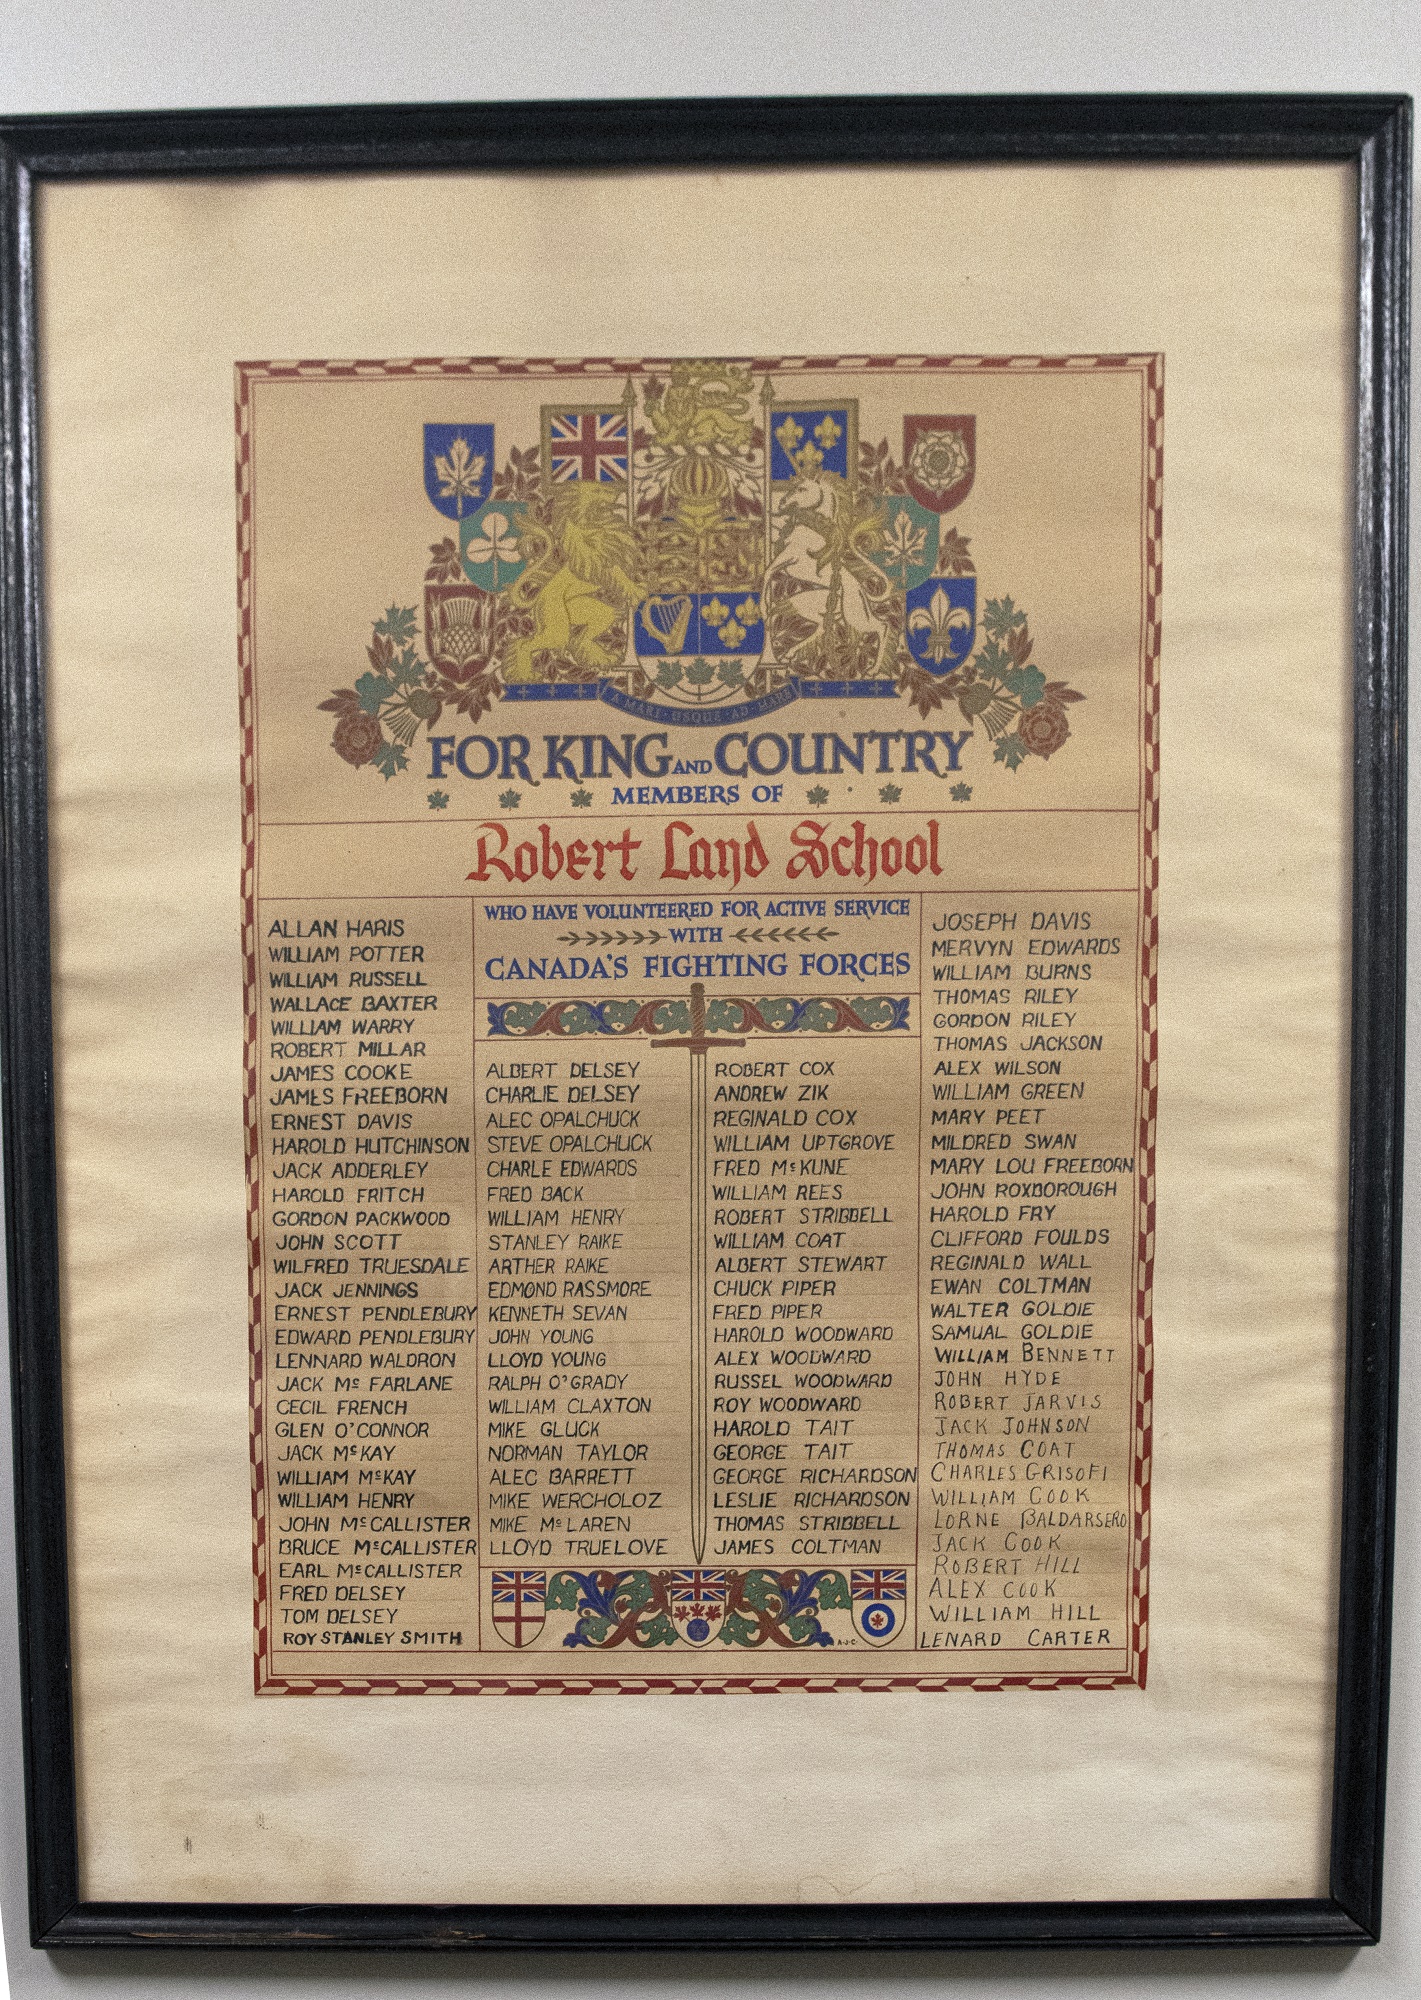 A MARI · USQUE · AD · MARE
FOR KING AND COUNTRY
MEMBERS OF
Robert Land School
WHO HAVE VOLUNTEERED FOR ACTIVE SERVICE
WITH
CANADA'S FIGHTING FORCES
ALLAN HARIS
WILLIAM POTTER
WILLIAM RUSSELL
WALLACE BAXTER
WILLIAM WARRY
ROBERT MILLAR
JAMES COOKE
JAMES FREEBORN
ERNEST DAVIS
HAROLD HUTCHINSON
JACK ADDERLEY
HAROLD FRITCH
GORDON PACKWOOD
JOHN SCOTT
WILFRED TRUESDALE
JACK JENNINGS
ERNEST PENDLEBURY
EDWARD PENDLEBURY
LENNARD WALDRON
JACK Mc FARLANE
CECIL FRENCH
GLEN O'CONNOR
JACK McKAY
WILLIAM McKAY
WILLIAM HENRY
JOHN McCALLISTER
BRUCE McCALLISTER
EARL McCALLISTER
FRED DELSEY
TOM DELSEY
ROY STANLEY SMITH
ALBERT DELSEY
CHARLIE DELSEY
ALEC OPALCHUCK
STEVE OPALCHUCK
CHARLE EDWARDS
FRED BACK
WILLIAM HENRY
STANLEY RAIKE
ARTHER RAIKE
EDMOND RASSMORE
KENNETH SEVAN
JOHN YOUNG
LLOYD YOUNG
RALPH O'GRADY
WILLIAM CLAXTON
MIKE GLUCK
NORMAN TAYLOR
ALEC BARRETT
MIKE WERCHOLOZ
MIKE Mc LAREN
LLOYD TRUELOVE
ROBERT COX
ANDREW ZIK
REGINALD COX
WILLIAM UPTGROVE
FRED McKUNE
WILLIAM REES
ROBERT STRIBBELL
WILLIAM COAT
ALBERT STEWART
CHUCK PIPER
FRED PIPER
HAROLD WOODWARD
ALEX WOODWARD
RUSSEL WOODWARD
ROY WOODWARD
HAROLD TAIT
GEORGE TAIT
GEORGE RICHARDSON
LESLIE RICHARDSON
THOMAS STRIBBELL
JAMES COLTMAN
A·J·C·
JOSEPH DAVIS
MERVYN EDWARDS
WILLIAM BURNS
THOMAS RILEY
GORDON RILEY
THOMAS JACKSON
ALEX WILSON
WILLIAM GREEN
MARY PEET
MILDRED SWAN
MARY LOU FREEBORN
JOHN ROXBOROUGH
HAROLD FRY
CLIFFORD FOULDS
REGINALD WALL
EWAN COLTMAN
WALTER GOLDIE
SAMUAL GOLDIE
WILLIAM BENNETT
JOHN HYDE
ROBERT JARVIS
JACK JOHNSON
THOMAS COAT
CHARLES GRISOFI
WILLIAM COOK
LORNE BALDARSERO
JACK COOK
ROBERT HILL
ALEX COOK
WILLIAM HILL
LENARD CARTER